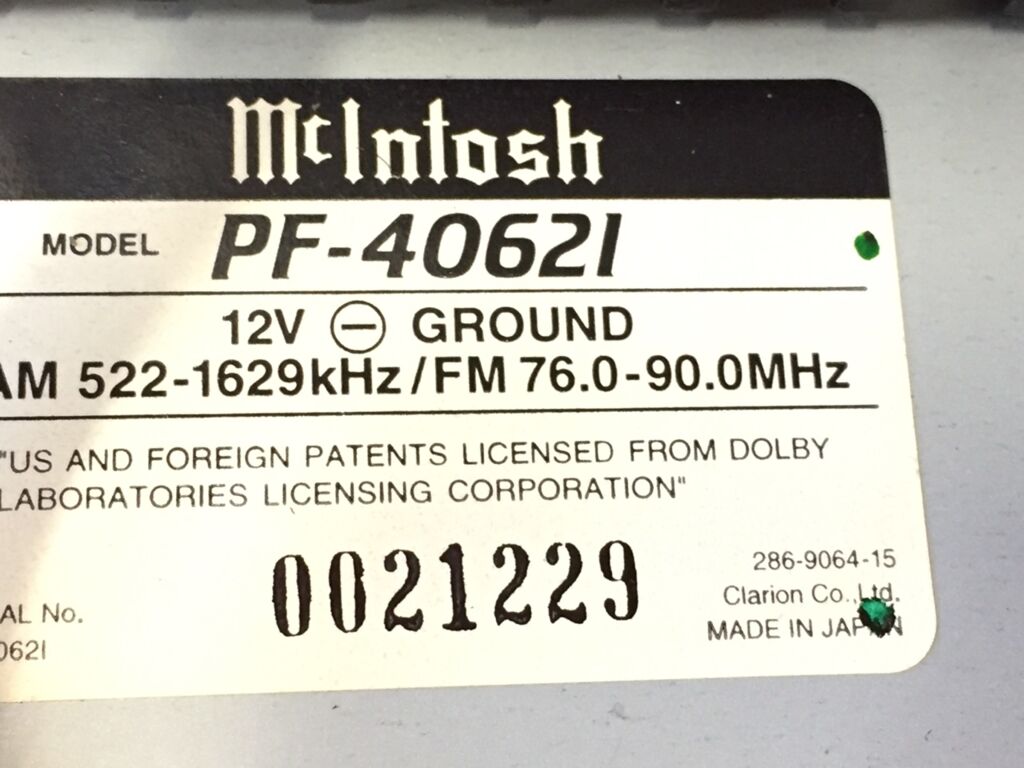 McIntosh
MODEL PF-4062I
12V ⊖ GROUND
AM 522-1629kHz/FM 76.0-90.0MHz
"US AND FOREIGN PATENTS LICENSED FROM DOLBY
LABORATORIES LICENSING CORPORATION"
286-9064-15
0021229
Clarion Co.,Ltd.
AL No.
MADE IN JAPAN
062I